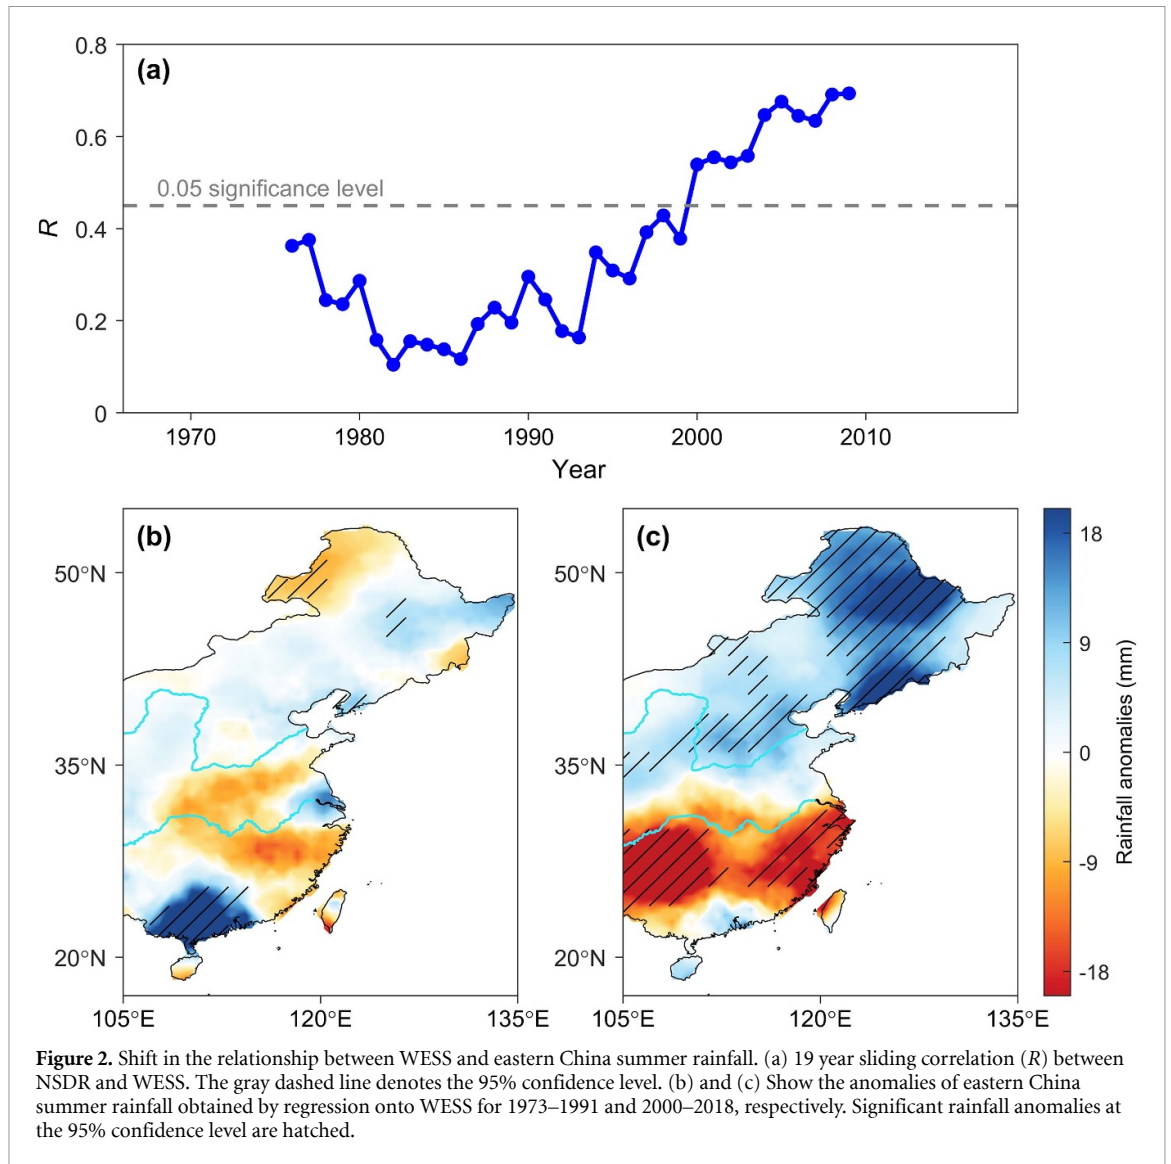 0.8
(a)
0.6
0.05 significance level
R
0.4
0.2
0
1970
1980
1990
2000
2010
Year
(b)
50°N
35°N
20°N
105°E
120°E
135°E
(c)
50°N
35°N
20°N
105°E
120°E
135°E
18
9
0
-9
-18
Rainfall anomalies (mm)
Figure 2. Shift in the relationship between WESS and eastern China summer rainfall. (a) 19 year sliding correlation (R) between
NSDR and WESS. The gray dashed line denotes the 95% confidence level. (b) and (c) Show the anomalies of eastern China
summer rainfall obtained by regression onto WESS for 1973–1991 and 2000–2018, respectively. Significant rainfall anomalies at
the 95% confidence level are hatched.